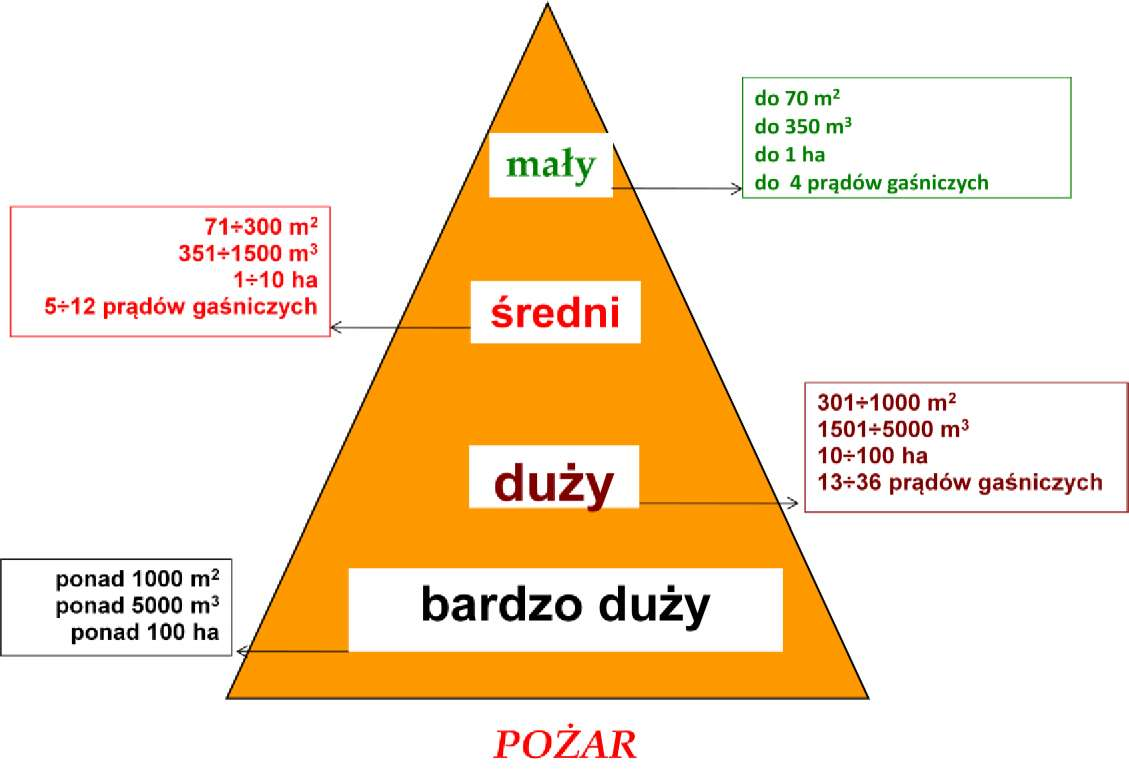 mały
do 70 m²
do 350 m³
do 1 ha
do 4 prądów gaśniczych
71÷300 m²
351÷1500 m³
1÷10 ha
5÷12 prądów gaśniczych
średni
duży
301÷1000 m²
1501÷5000 m³
10÷100 ha
13÷36 prądów gaśniczych
ponad 1000 m²
ponad 5000 m³
ponad 100 ha
bardzo duży
POŻAR